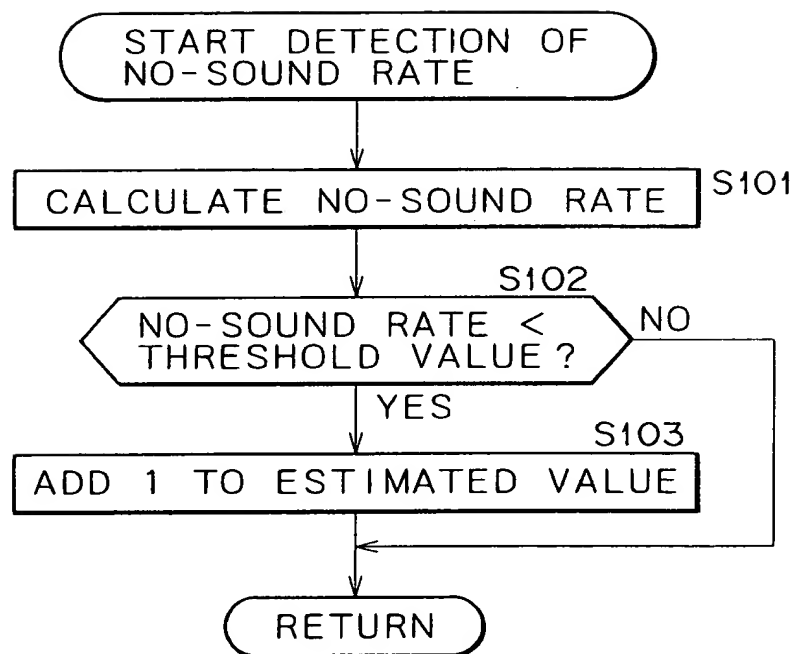 START DETECTION OF
NO-SOUND RATE
CALCULATE NO-SOUND RATE
S101
S102
NO-SOUND RATE <
THRESHOLD VALUE ?
NO
YES
S103
ADD 1 TO ESTIMATED VALUE
RETURN